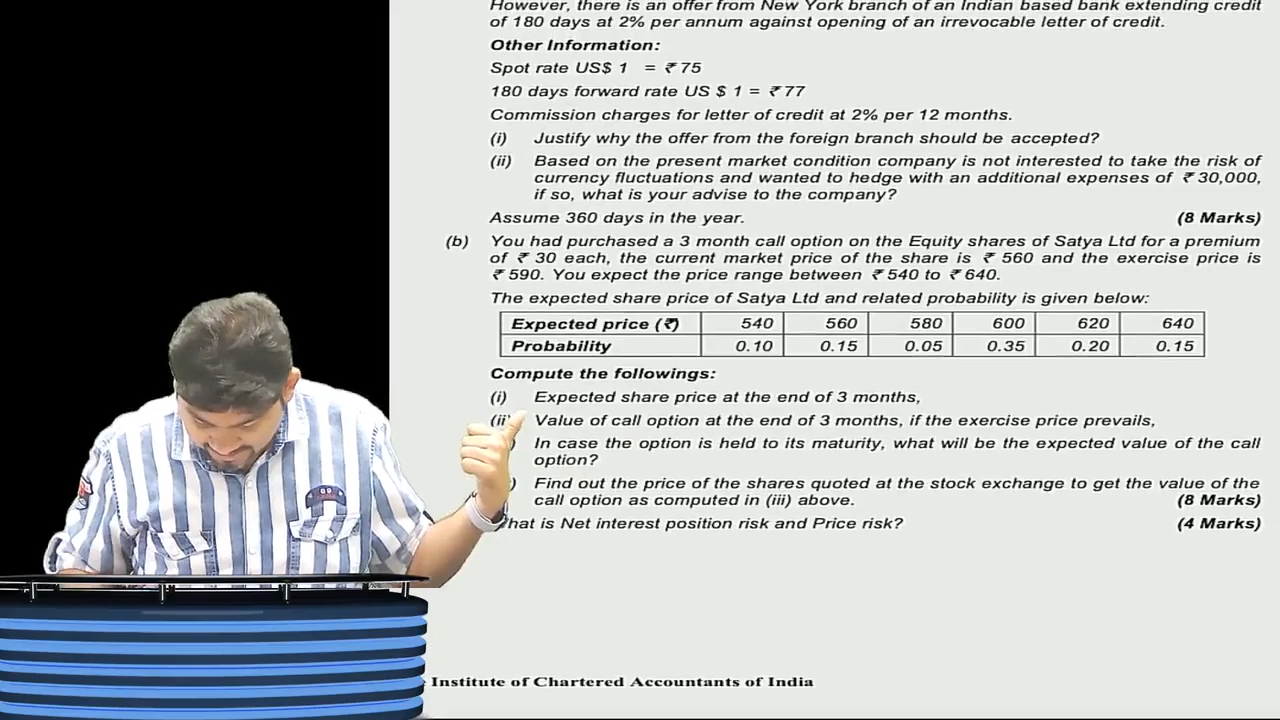 However, there is an offer from New York branch of an Indian based bank extending credit
of 180 days at 2% per annum against opening of an irrevocable letter of credit.
Other Information:
Spot rate US$ 1 = ₹ 75
180 days forward rate US $ 1 = ₹ 77
Commission charges for letter of credit at 2% per 12 months.
(i) Justify why the offer from the foreign branch should be accepted?
(ii) Based on the present market condition company is not interested to take the risk of
currency fluctuations and wanted to hedge with an additional expenses of ₹ 30,000,
if so, what is your advise to the company?
Assume 360 days in the year. (8 Marks)
(b) You had purchased a 3 month call option on the Equity shares of Satya Ltd for a premium
of ₹ 30 each, the current market price of the share is ₹ 560 and the exercise price is
₹ 590. You expect the price range between ₹ 540 to ₹ 640.
The expected share price of Satya Ltd and related probability is given below:
Expected price (₹) 540 560 580 600 620 640
Probability 0.10 0.15 0.05 0.35 0.20 0.15
Compute the followings:
(i) Expected share price at the end of 3 months,
(ii) Value of call option at the end of 3 months, if the exercise price prevails,
In case the option is held to its maturity, what will be the expected value of the call
option?
) Find out the price of the shares quoted at the stock exchange to get the value of the
call option as computed in (iii) above. (8 Marks)
hat is Net interest position risk and Price risk? (4 Marks)
Institute of Chartered Accountants of India